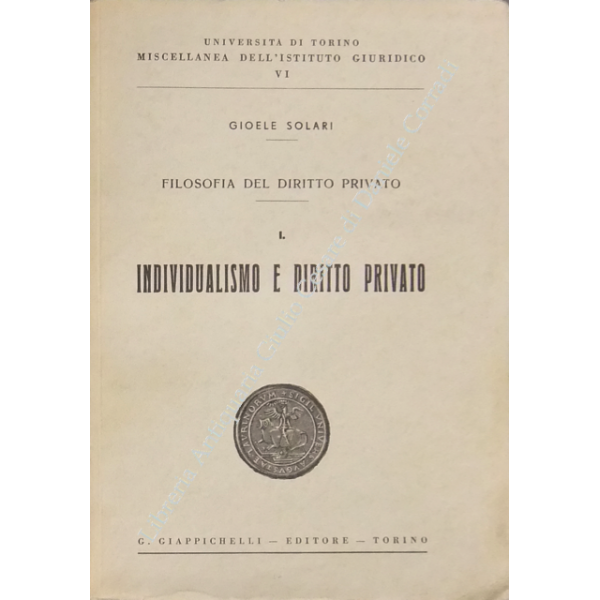 UNIVERSITA DI TORINO
MISCELLANEA DELL'ISTITUTO GIURIDICO
VI
GIOELE SOLARI
FILOSOFIA DEL DIRITTO PRIVATO
I.
INDIVIDUALISMO E DIRITTO PRIVATO
G. GIAPPICHELLI — EDITORE — TORINO